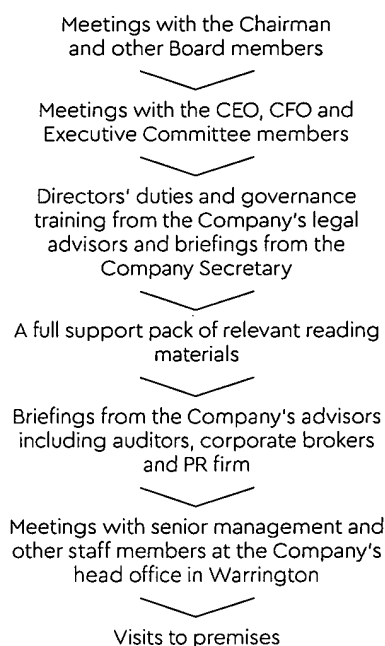 Meetings with the Chairman
and other Board members
Meetings with the CEO, CFO and
Executive Committee members
Directors' duties and governance
training from the Company's legal
advisors and briefings from the
Company Secretary
A full support pack of relevant reading
materials
Briefings from the Company's advisors
including auditors, corporate brokers
and PR firm
Meetings with senior management and
other staff members at the Company's
head office in Warrington
Visits to premises